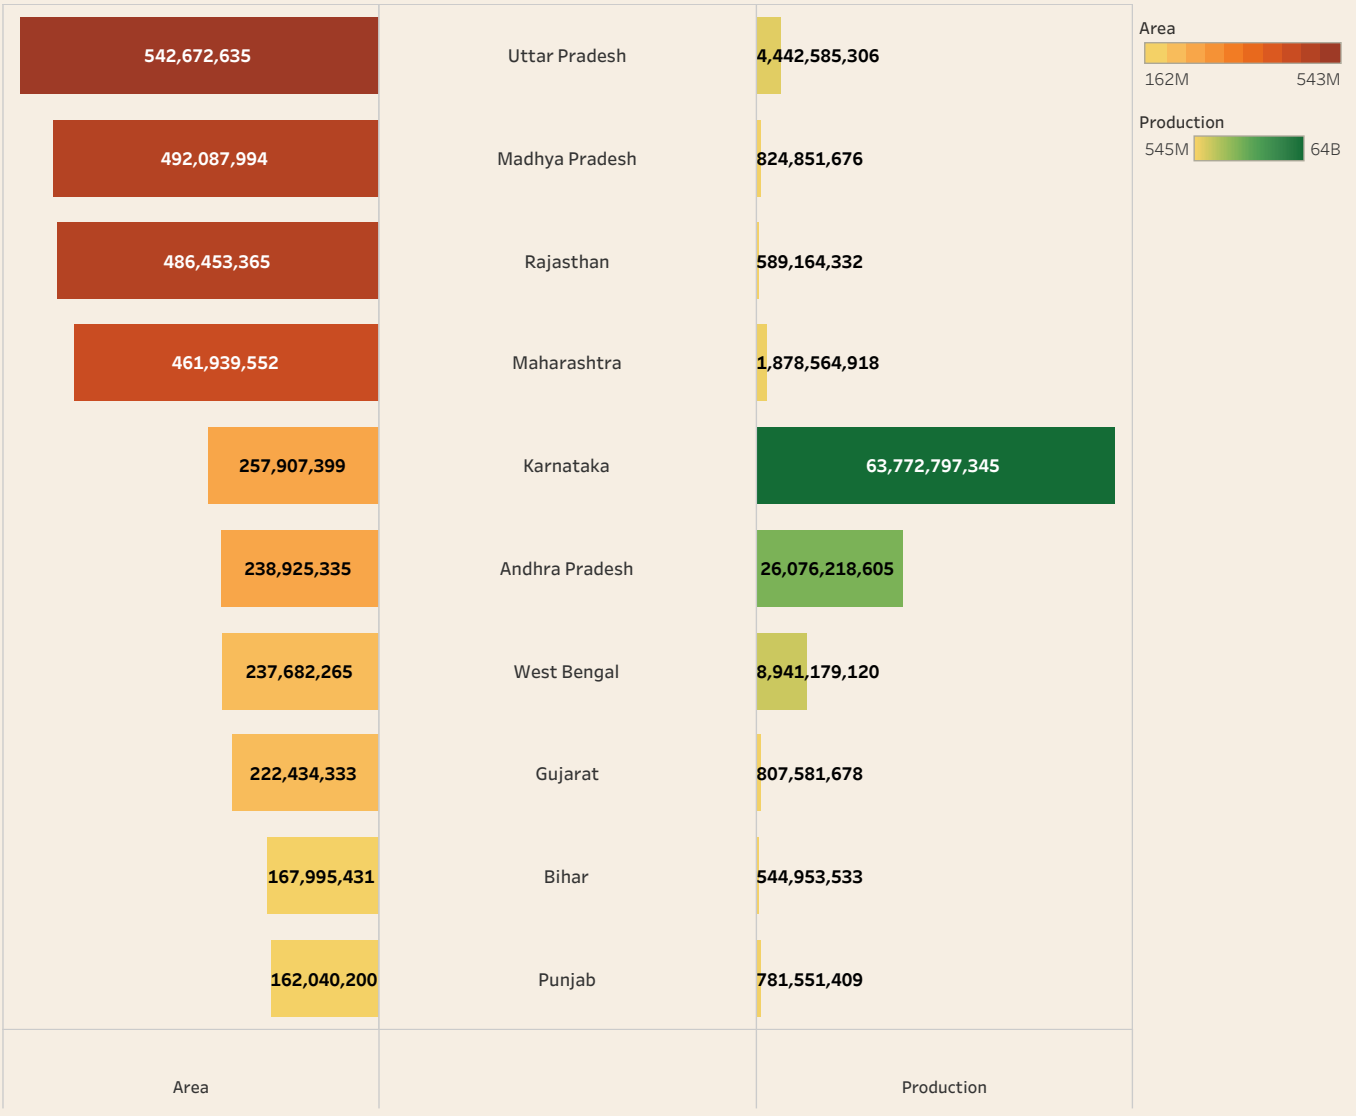 542,672,635 Uttar Pradesh 4,442,585,306
492,087,994 Madhya Pradesh 824,851,676
486,453,365 Rajasthan 589,164,332
461,939,552 Maharashtra 1,878,564,918
257,907,399 Karnataka 63,772,797,345
238,925,335 Andhra Pradesh 26,076,218,605
237,682,265 West Bengal 8,941,179,120
222,434,333 Gujarat 807,581,678
167,995,431 Bihar 544,953,533
162,040,200 Punjab 781,551,409
Area Production
Area
162M 543M
Production
545M 64B